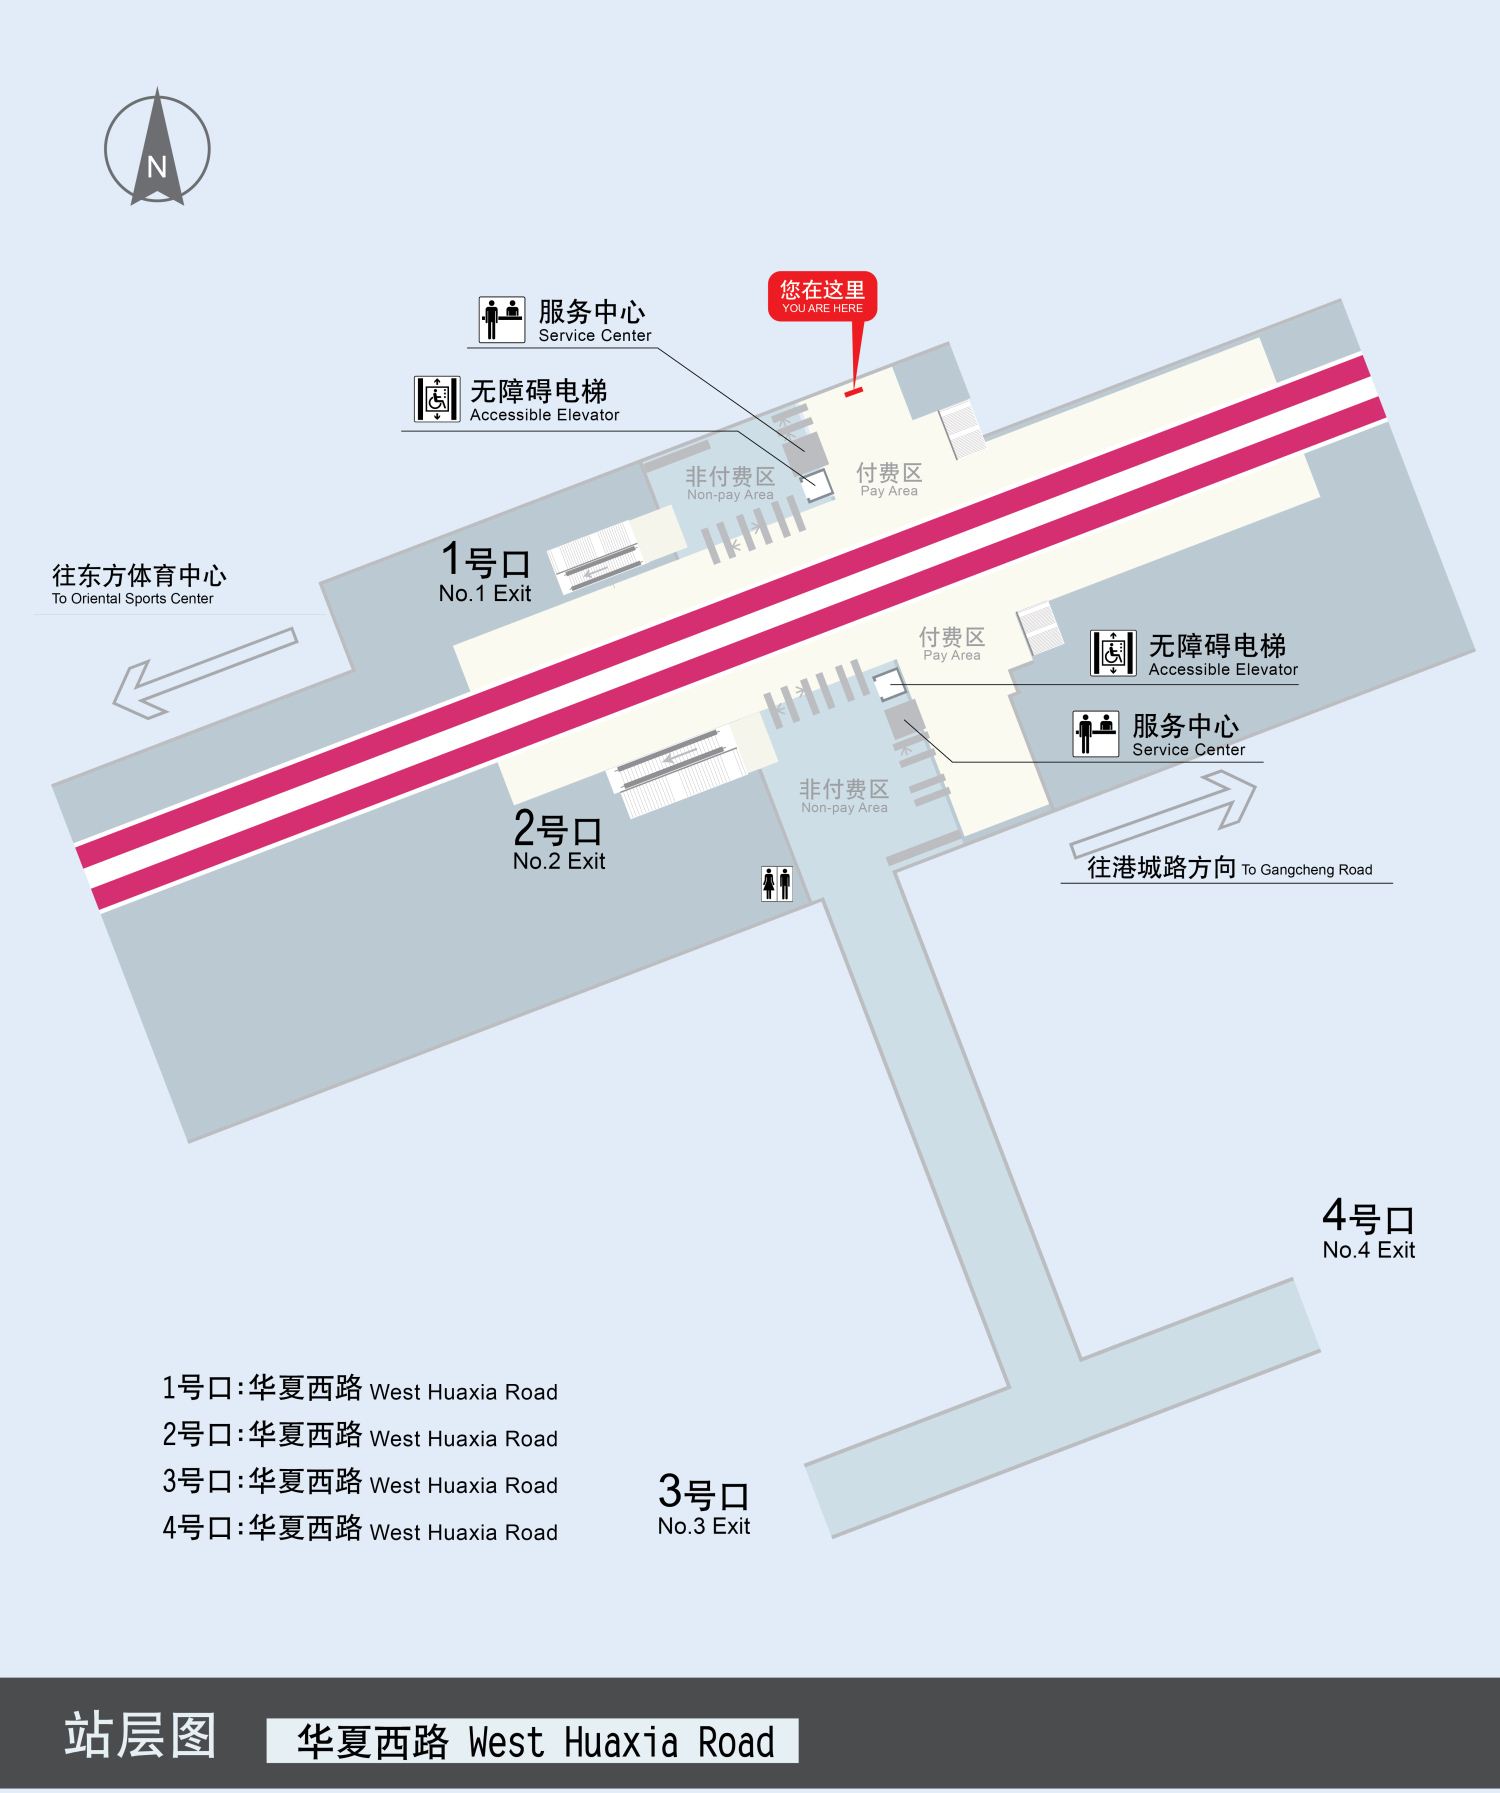 N
您在这里
YOU ARE HERE
服务中心
Service Center
无障碍电梯
Accessible Elevator
非付费区
Non-pay Area
付费区
Pay Area
1号口
No.1 Exit
往东方体育中心
To Oriental Sports Center
付费区
Pay Area
无障碍电梯
Accessible Elevator
服务中心
Service Center
非付费区
Non-pay Area
2号口
No.2 Exit
往港城路方向 To Gangcheng Road
4号口
No.4 Exit
3号口
No.3 Exit
1号口:华夏西路 West Huaxia Road
2号口:华夏西路 West Huaxia Road
3号口:华夏西路 West Huaxia Road
4号口:华夏西路 West Huaxia Road
站层图
华夏西路 West Huaxia Road